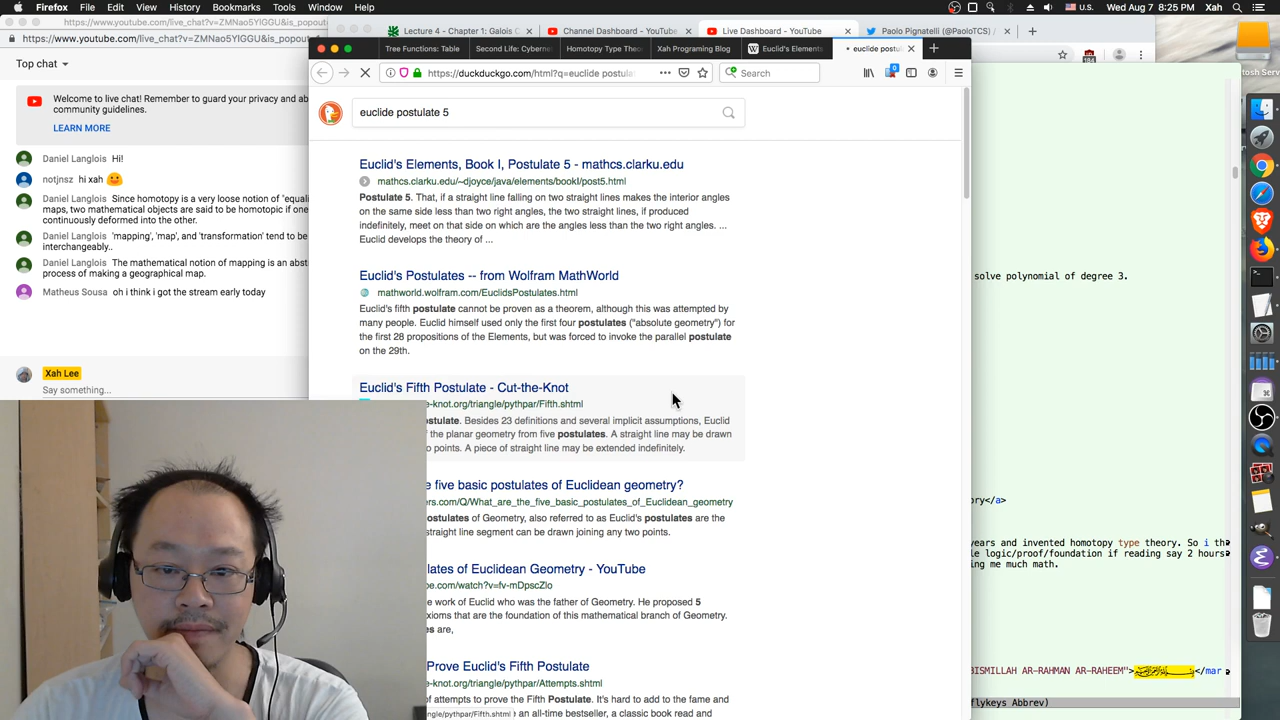 Firefox File Edit View History Bookmarks Tools Window Help
Wed 8:25 PM Xah
https://www.youtube.com/live_chat?v=ZMNao5YIGGU&is_popout
https://www.youtube.com/live_chat?v=ZMNao5YIGGU&is_popou
Lecture 4 - Chapter 1: Galois C
Channel Dashboard - YouTube
Live Dashboard - YouTube
Paolo Pignatelli (@PaoloTCS)
184
Top chat
Welcome to live chat! Remember to guard your privacy and ab
community guidelines.
LEARN MORE
Daniel Langlois Hi!
notjnsz hi xah
Daniel Langlois Since homotopy is a very loose notion of 'equali
maps, two mathematical objects are said to be homotopic if one
continuously deformed into the other.
Daniel Langlois 'mapping', 'map', and 'transformation' tend to be
interchangeably..
Daniel Langlois The mathematical notion of mapping is an abst
process of making a geographical map.
Matheus Sousa oh i think i got the stream early today
Xah Lee
Say something...
Tree Functions: Table
Second Life: Cyberne
Homotopy Type Theo
Xah Programing Blog
Euclid's Elements
euclide postul
https://duckduckgo.com/html?q=euclide postula
Search
euclide postulate 5
Euclid's Elements, Book I, Postulate 5 - mathcs.clarku.edu
mathcs.clarku.edu/~djoyce/java/elements/bookI/post5.html
Postulate 5. That, if a straight line falling on two straight lines makes the interior angles
on the same side less than two right angles, the two straight lines, if produced
indefinitely, meet on that side on which are the angles less than the two right angles. ...
Euclid develops the theory of ...
Euclid's Postulates -- from Wolfram MathWorld
mathworld.wolfram.com/EuclidsPostulates.html
Euclid's fifth postulate cannot be proven as a theorem, although this was attempted by
many people. Euclid himself used only the first four postulates ("absolute geometry") for
the first 28 propositions of the Elements, but was forced to invoke the parallel postulate
on the 29th.
Euclid's Fifth Postulate - Cut-the-Knot
e-knot.org/triangle/pythpar/Fifth.shtml
stulate. Besides 23 definitions and several implicit assumptions, Euclid
of the planar geometry from five postulates. A straight line may be drawn
o points. A piece of straight line may be extended indefinitely.
e five basic postulates of Euclidean geometry?
ers.com/Q/What_are_the_five_basic_postulates_of_Euclidean_geometry
ostulates of Geometry, also referred to as Euclid's postulates are the
straight line segment can be drawn joining any two points.
lates of Euclidean Geometry - YouTube
be.com/watch?v=fv-mDpscZlo
e work of Euclid who was the father of Geometry. He proposed 5
xioms that are the foundation of this mathematical branch of Geometry.
es are,
Prove Euclid's Fifth Postulate
e-knot.org/triangle/pythpar/Attempts.shtml
of attempts to prove the Fifth Postulate. It's hard to add to the fame and
ngle/pythpar/Fifth.shtml an all-time bestseller, a classic book read and
tosh Serv
solve polynomial of degree 3.
ory</a>
years and invented homotopy type theory. So i th
le logic/proof/foundation if reading say 2 hours
ing me much math.
BISMILLAH AR-RAHMAN AR-RAHEEM">﷽</mar
flykeys Abbrev)